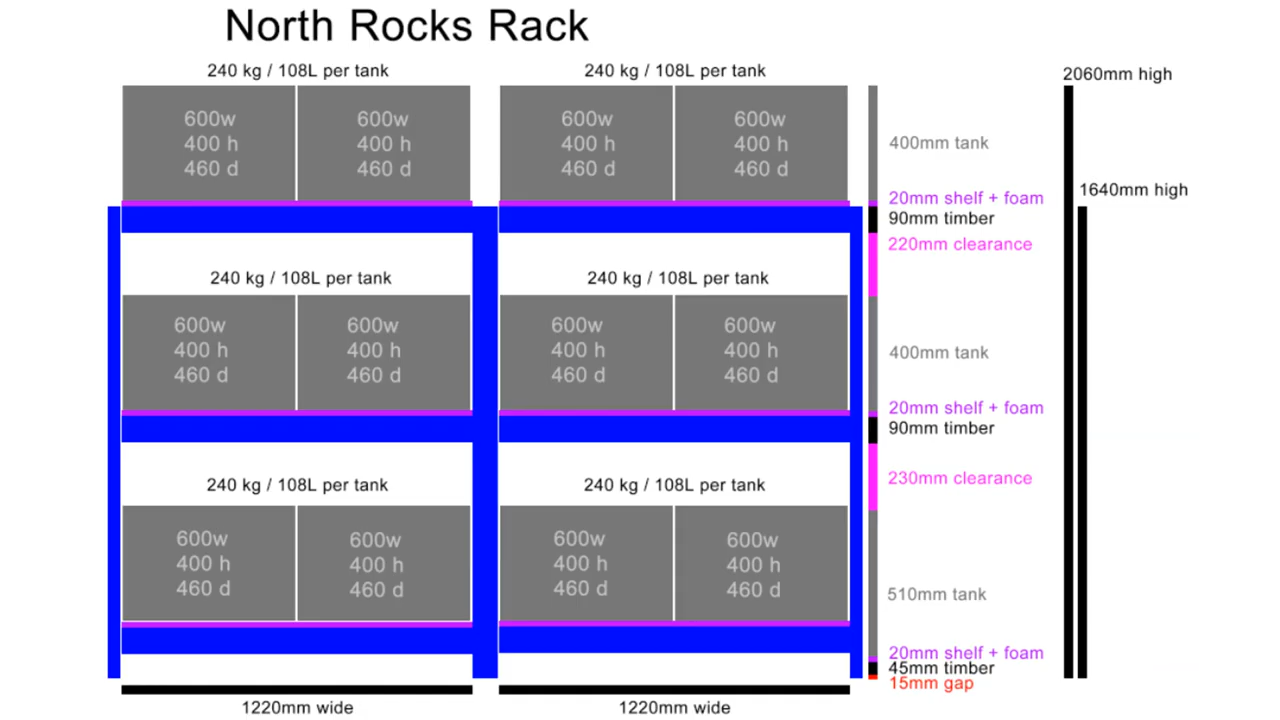 North Rocks Rack
240 kg / 108L per tank
240 kg / 108L per tank
2060mm high
600w
400 h
460 d
600w
400 h
460 d
600w
400 h
460 d
600w
400 h
460 d
400mm tank
1640mm high
20mm shelf + foam
90mm timber
220mm clearance
240 kg / 108L per tank
240 kg / 108L per tank
600w
400 h
460 d
600w
400 h
460 d
600w
400 h
460 d
600w
400 h
460 d
400mm tank
20mm shelf + foam
90mm timber
230mm clearance
240 kg / 108L per tank
240 kg / 108L per tank
600w
400 h
460 d
600w
400 h
460 d
600w
400 h
460 d
600w
400 h
460 d
510mm tank
20mm shelf + foam
45mm timber
15mm gap
1220mm wide
1220mm wide